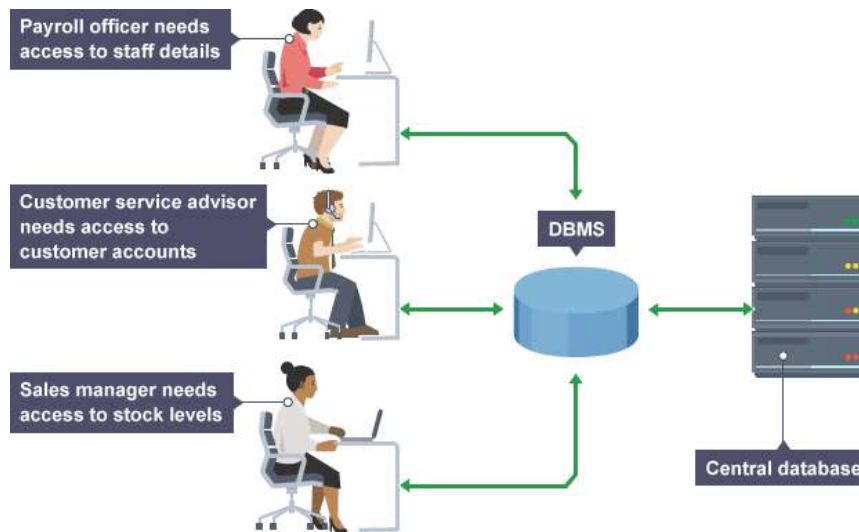 Payroll officer needs
access to staff details
Customer service advisor
needs access to
customer accounts
DBMS
Sales manager needs
access to stock levels
Central database